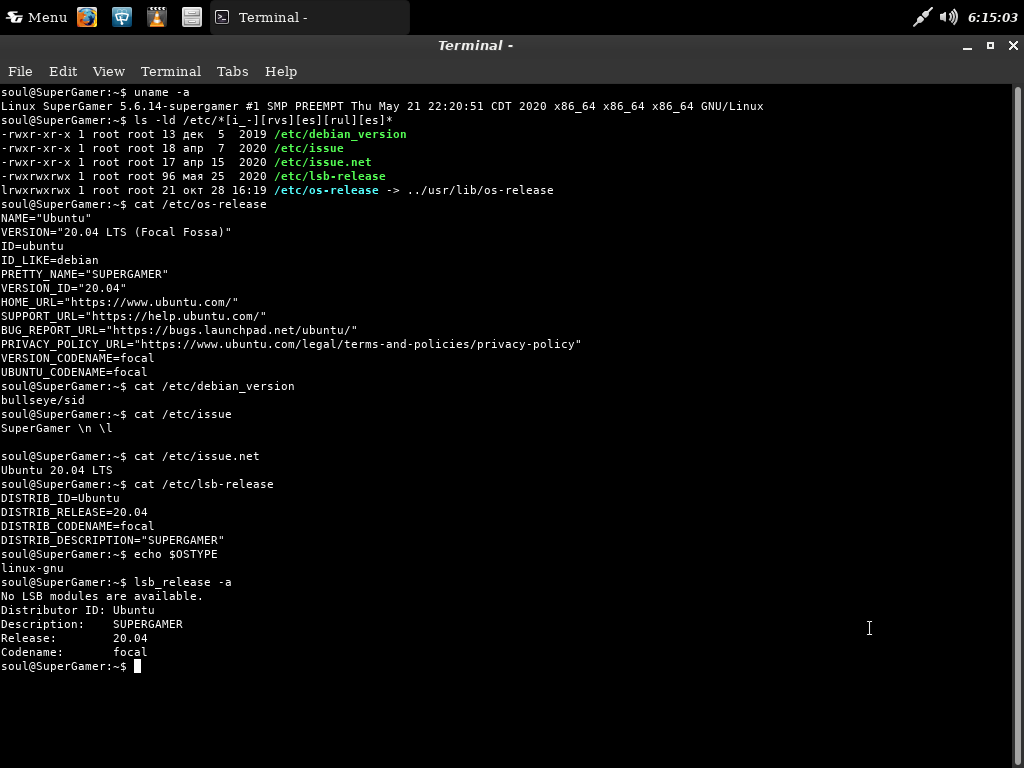 Menu
Terminal -
6:15:03
Terminal -
File Edit View Terminal Tabs Help
soul@SuperGamer:~$ uname -a
Linux SuperGamer 5.6.14-supergamer #1 SMP PREEMPT Thu May 21 22:20:51 CDT 2020 x86_64 x86_64 x86_64 GNU/Linux
soul@SuperGamer:~$ ls -ld /etc/*[i_-][rvs][es][rul][es]*
-rwxr-xr-x 1 root root 13 дек  5  2019 /etc/debian_version
-rwxr-xr-x 1 root root 18 апр  7  2020 /etc/issue
-rwxr-xr-x 1 root root 17 апр 15  2020 /etc/issue.net
-rwxrwxrwx 1 root root 96 мая 25  2020 /etc/lsb-release
lrwxrwxrwx 1 root root 21 окт 28 16:19 /etc/os-release -> ../usr/lib/os-release
soul@SuperGamer:~$ cat /etc/os-release
NAME="Ubuntu"
VERSION="20.04 LTS (Focal Fossa)"
ID=ubuntu
ID_LIKE=debian
PRETTY_NAME="SUPERGAMER"
VERSION_ID="20.04"
HOME_URL="https://www.ubuntu.com/"
SUPPORT_URL="https://help.ubuntu.com/"
BUG_REPORT_URL="https://bugs.launchpad.net/ubuntu/"
PRIVACY_POLICY_URL="https://www.ubuntu.com/legal/terms-and-policies/privacy-policy"
VERSION_CODENAME=focal
UBUNTU_CODENAME=focal
soul@SuperGamer:~$ cat /etc/debian_version
bullseye/sid
soul@SuperGamer:~$ cat /etc/issue
SuperGamer \n \l

soul@SuperGamer:~$ cat /etc/issue.net
Ubuntu 20.04 LTS
soul@SuperGamer:~$ cat /etc/lsb-release
DISTRIB_ID=Ubuntu
DISTRIB_RELEASE=20.04
DISTRIB_CODENAME=focal
DISTRIB_DESCRIPTION="SUPERGAMER"
soul@SuperGamer:~$ echo $OSTYPE
linux-gnu
soul@SuperGamer:~$ lsb_release -a
No LSB modules are available.
Distributor ID: Ubuntu
Description:    SUPERGAMER
Release:        20.04
Codename:       focal
soul@SuperGamer:~$